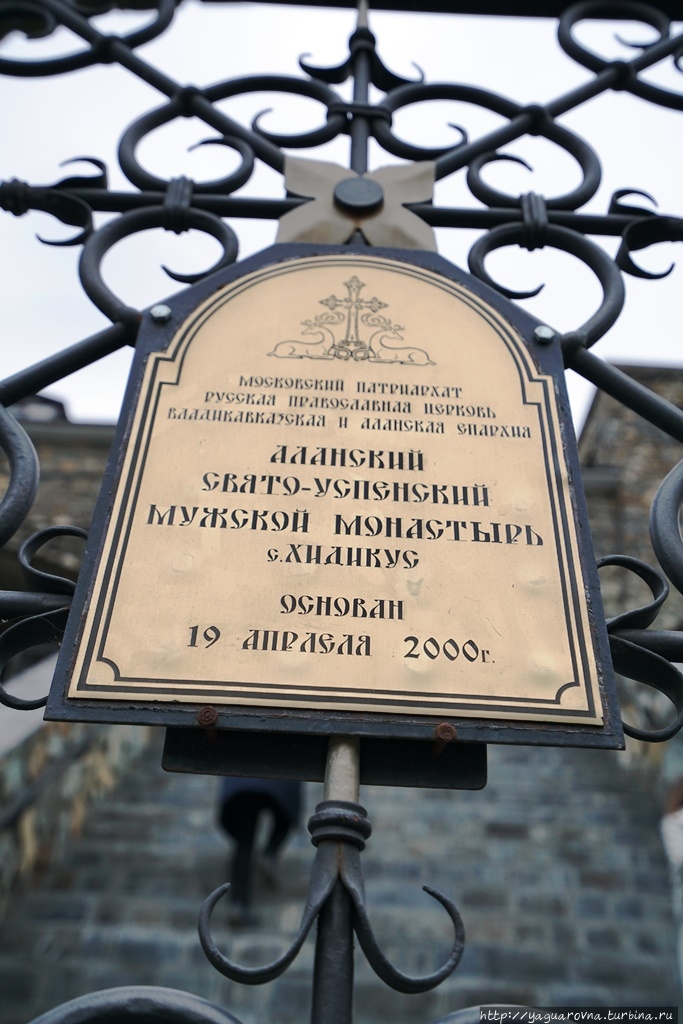 МОСКОВСКИЙ ПАТРИАРХАТ
РУССКАЯ ПРАВОСЛАВНАЯ ЦЕРКОВЬ
ВЛАДИКАВКАЗСКАЯ И АЛАНСКАЯ ЕПАРХИЯ
АЛАНСКИЙ
СВЯТО-УСПЕНСКИЙ
МУЖСКОЙ МОНАСТЫРЬ
с.ХИДИКУС
ОСНОВАН
19 АПРЕЛЯ 2000г.
http://yaguarovna.turbina.ru